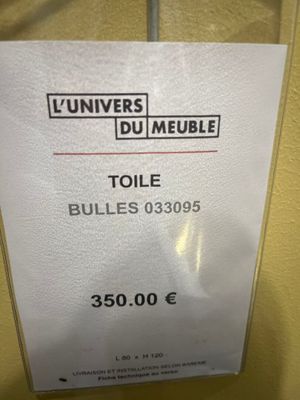 L'UNIVERS
DU MEUBLE
TOILE
BULLES 033095
350.00 €
L 80 x H 120
LIVRAISON ET INSTALLATION SELON BAREME
Fiche technique au verso